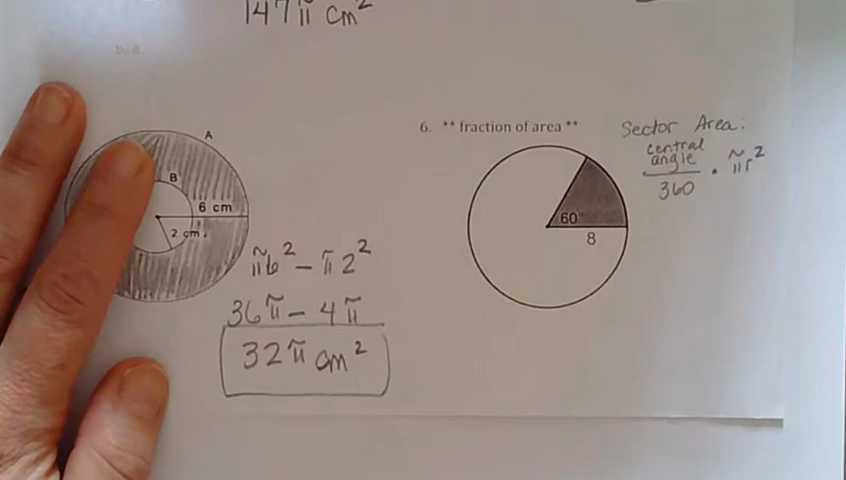 147π cm²
A
B
6 cm
2 cm.
π6² - π2²
36π - 4π
32π cm²
6. ** fraction of area **
60°
8
Sector Area:
central
angle
360 · πr²